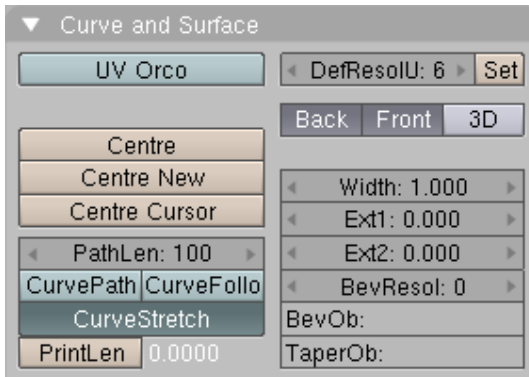 Curve and Surface
UV Orco
DefResolU: 6
Set
Back
Front
3D
Centre
Centre New
Centre Cursor
Width: 1.000
Ext1: 0.000
Ext2: 0.000
BevResol: 0
BevOb:
TaperOb:
PathLen: 100
CurvePath
CurveFollo
CurveStretch
PrintLen
0.0000